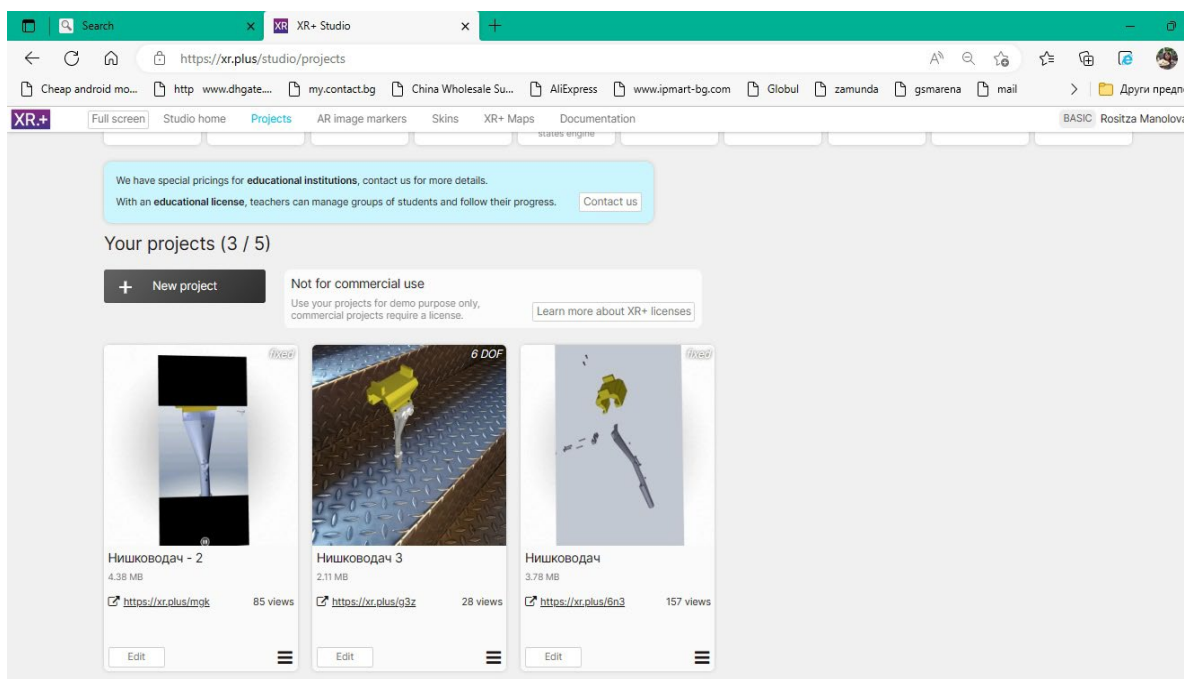 Search
XR XR+ Studio
https://xr.plus/studio/projects
Cheap android mo... http www.dhgate.... my.contact.bg China Wholesale Su... AliExpress www.ipmart-bg.com Globul zamunda gsmarena mail Други предп
XR.+ Full screen Studio home Projects AR image markers Skins XR+ Maps Documentation BASIC Rositza Manolova
states engine
We have special pricings for educational institutions, contact us for more details.
With an educational license, teachers can manage groups of students and follow their progress. Contact us
Your projects (3 / 5)
+ New project
Not for commercial use
Use your projects for demo purpose only,
commercial projects require a license.
Learn more about XR+ licenses
fixed 6 DOF fixed
Нишководач - 2 Нишководач 3 Нишководач
4.38 MB 2.11 MB 3.78 MB
https://xr.plus/mgk 85 views https://xr.plus/g3z 28 views https://xr.plus/6n3 157 views
Edit Edit Edit